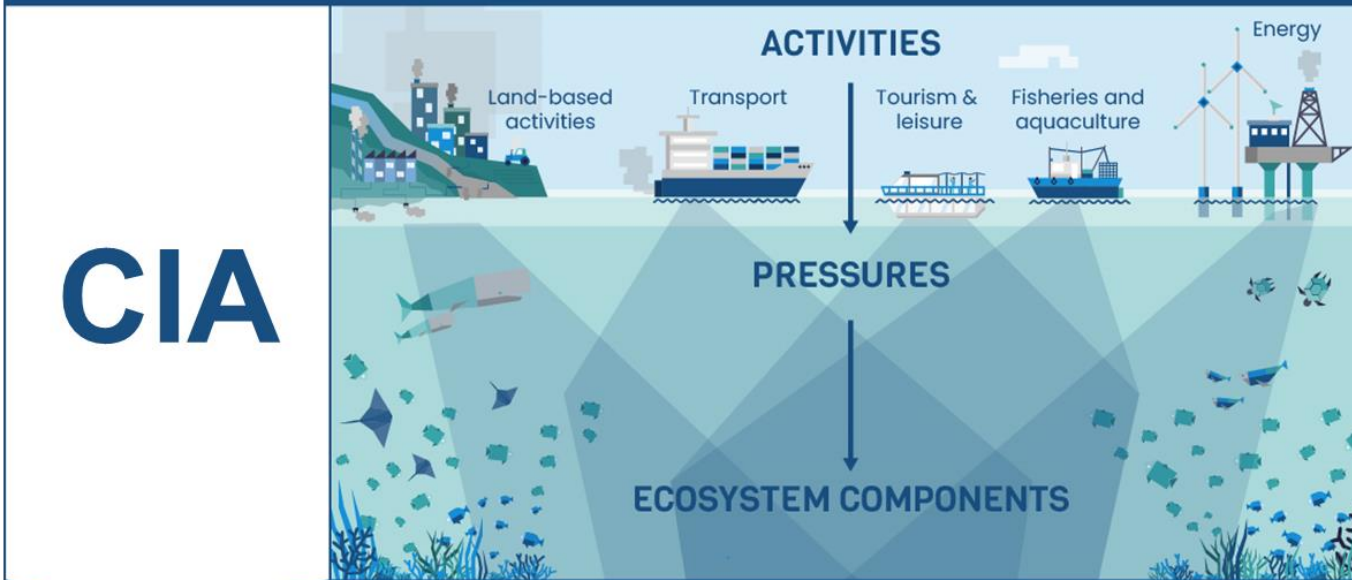 CIA
ACTIVITIES
Energy
Land-based
activities
Transport
Tourism &
leisure
Fisheries and
aquaculture
PRESSURES
ECOSYSTEM COMPONENTS